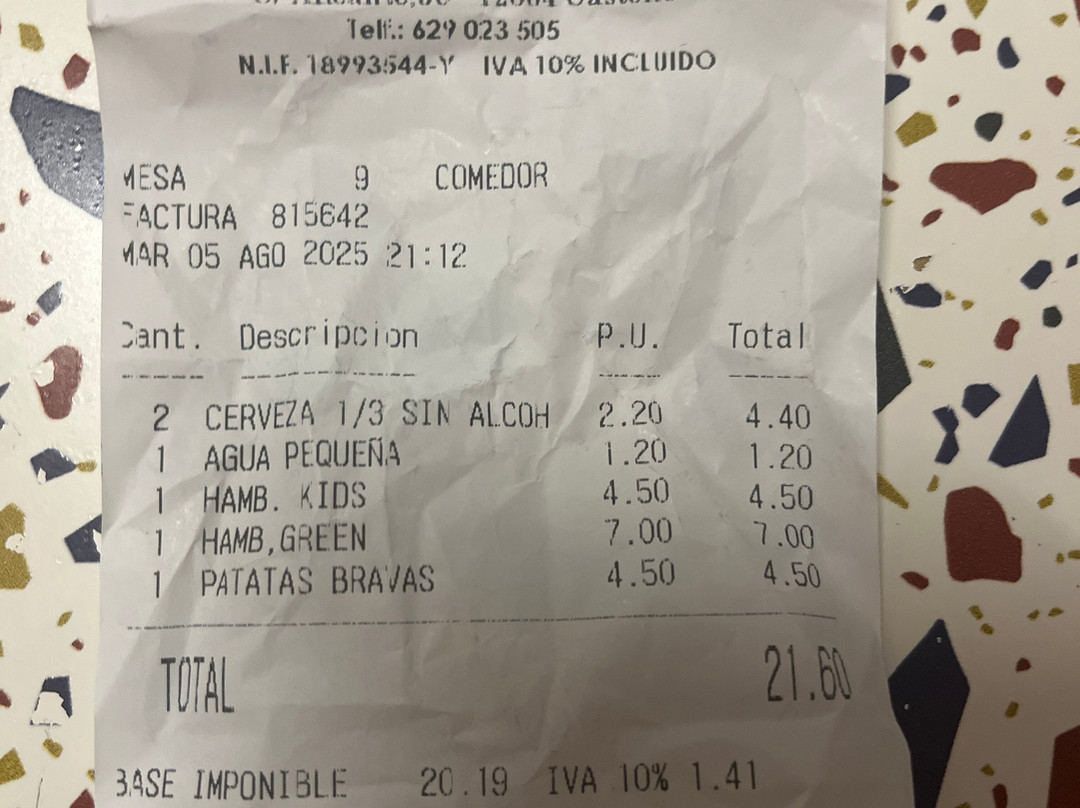 Telf.: 629 023 505
N.I.F. 18993544-Y IVA 10% INCLUIDO
MESA 9 COMEDOR
FACTURA 815642
MAR 05 AGO 2025 21:12
Cant. Descripcion P.U. Total
2 CERVEZA 1/3 SIN ALCOH 2.20 4.40
1 AGUA PEQUEÑA 1.20 1.20
1 HAMB. KIDS 4.50 4.50
1 HAMB,GREEN 7.00 7.00
1 PATATAS BRAVAS 4.50 4.50
TOTAL 21.60
BASE IMPONIBLE 20.19 IVA 10% 1.41